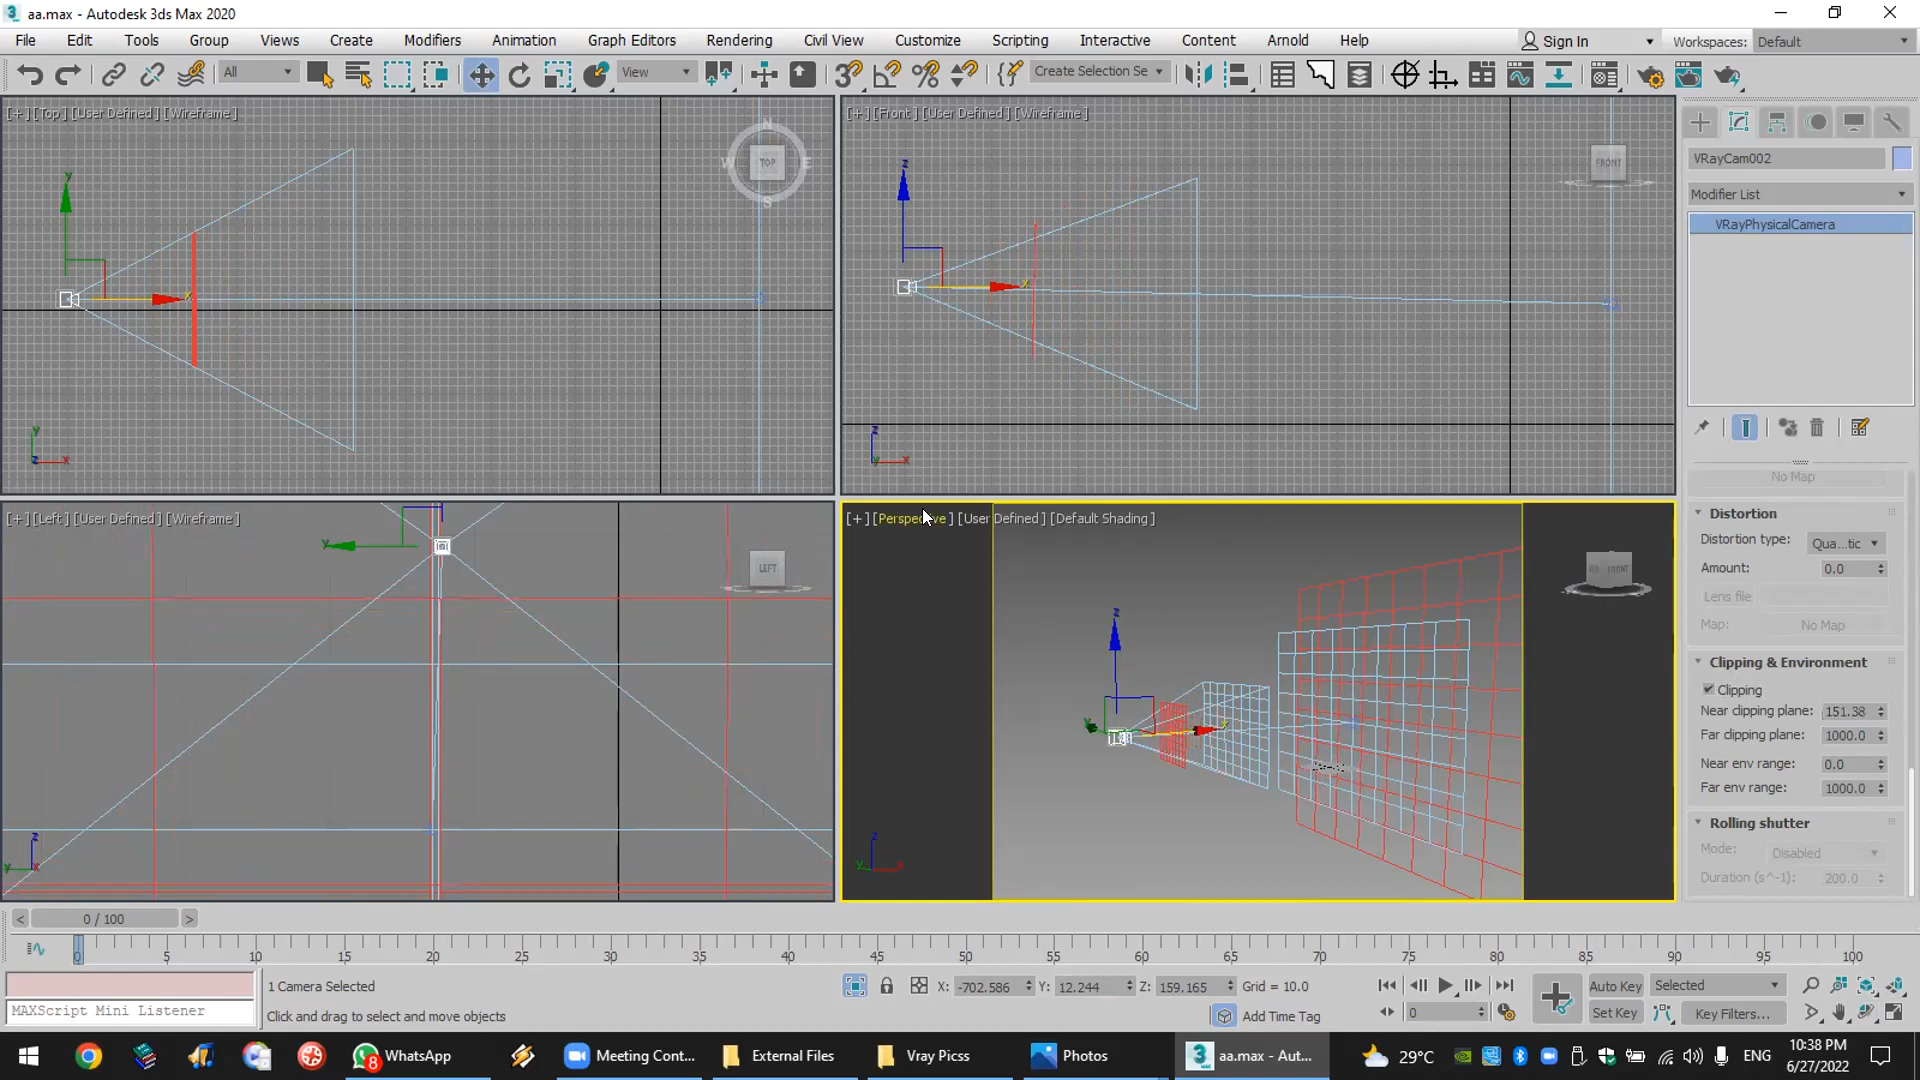 aa.max - Autodesk 3ds Max 2020
File Edit Tools Group Views Create Modifiers Animation Graph Editors Rendering Civil View Customize Scripting Interactive Content Arnold Help
Sign In Workspaces: Default
All View Create Selection Se
[+] [Top] [User Defined] [Wireframe]
N
W TOP E
S
y
x
y
z x
[+] [Front] [User Defined] [Wireframe]
FRONT
z
x
z
y x
[+] [Left] [User Defined] [Wireframe]
LEFT
y
z
y x
[+] [Perspective] [User Defined] [Default Shading]
FRONT
z
y x
z
y x
VRayCam002
Modifier List
VRayPhysicalCamera
No Map
Distortion
Distortion type: Qua...tic
Amount: 0.0
Lens file
Map: No Map
Clipping & Environment
Clipping
Near clipping plane: 151.38
Far clipping plane: 1000.0
Near env range: 0.0
Far env range: 1000.0
Rolling shutter
Mode: Disabled
Duration (s^-1) 200.0
< 0 / 100 >
0 5 10 15 20 25 30 35 40 45 50 55 60 65 70 75 80 85 90 95 100
1 Camera Selected
X: -702.586 Y: 12.244 Z: 159.165 Grid = 10.0
Auto Key Selected
MAXScript Mini Listener
Click and drag to select and move objects
Add Time Tag
0
Set Key Key Filters...
8 WhatsApp Meeting Cont... External Files Vray Picss Photos 3 MAX aa.max - Aut... 29°C ENG
10:38 PM
6/27/2022